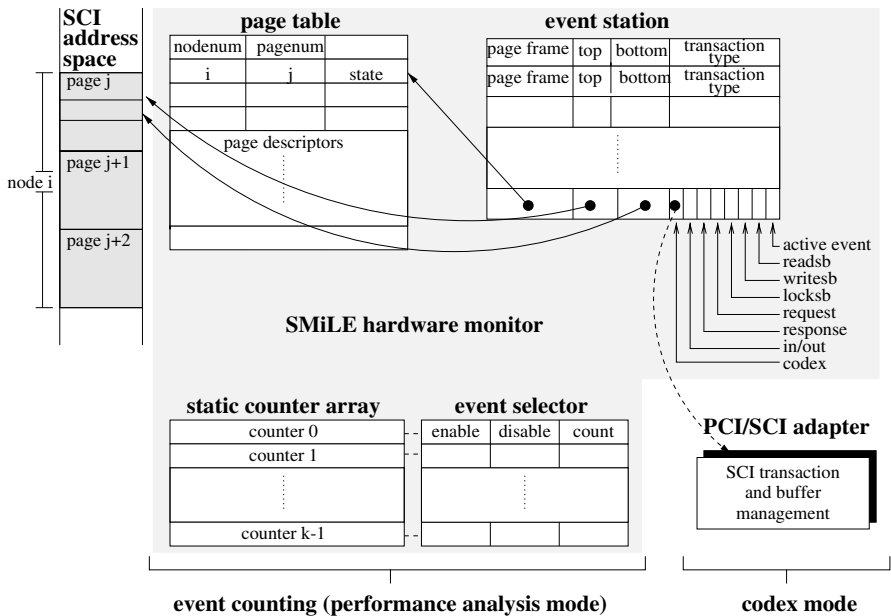 SCI
address
space
page j
page j+1
node i
page j+2
page table
nodenum pagenum
i j state
page descriptors
event station
page frame top bottom transaction
type
page frame top bottom transaction
type
active event
readsb
writesb
locksb
request
response
in/out
codex
SMiLE hardware monitor
static counter array
counter 0
counter 1
counter k-1
event selector
enable disable count
PCI/SCI adapter
SCI transaction
and buffer
management
event counting (performance analysis mode)
codex mode